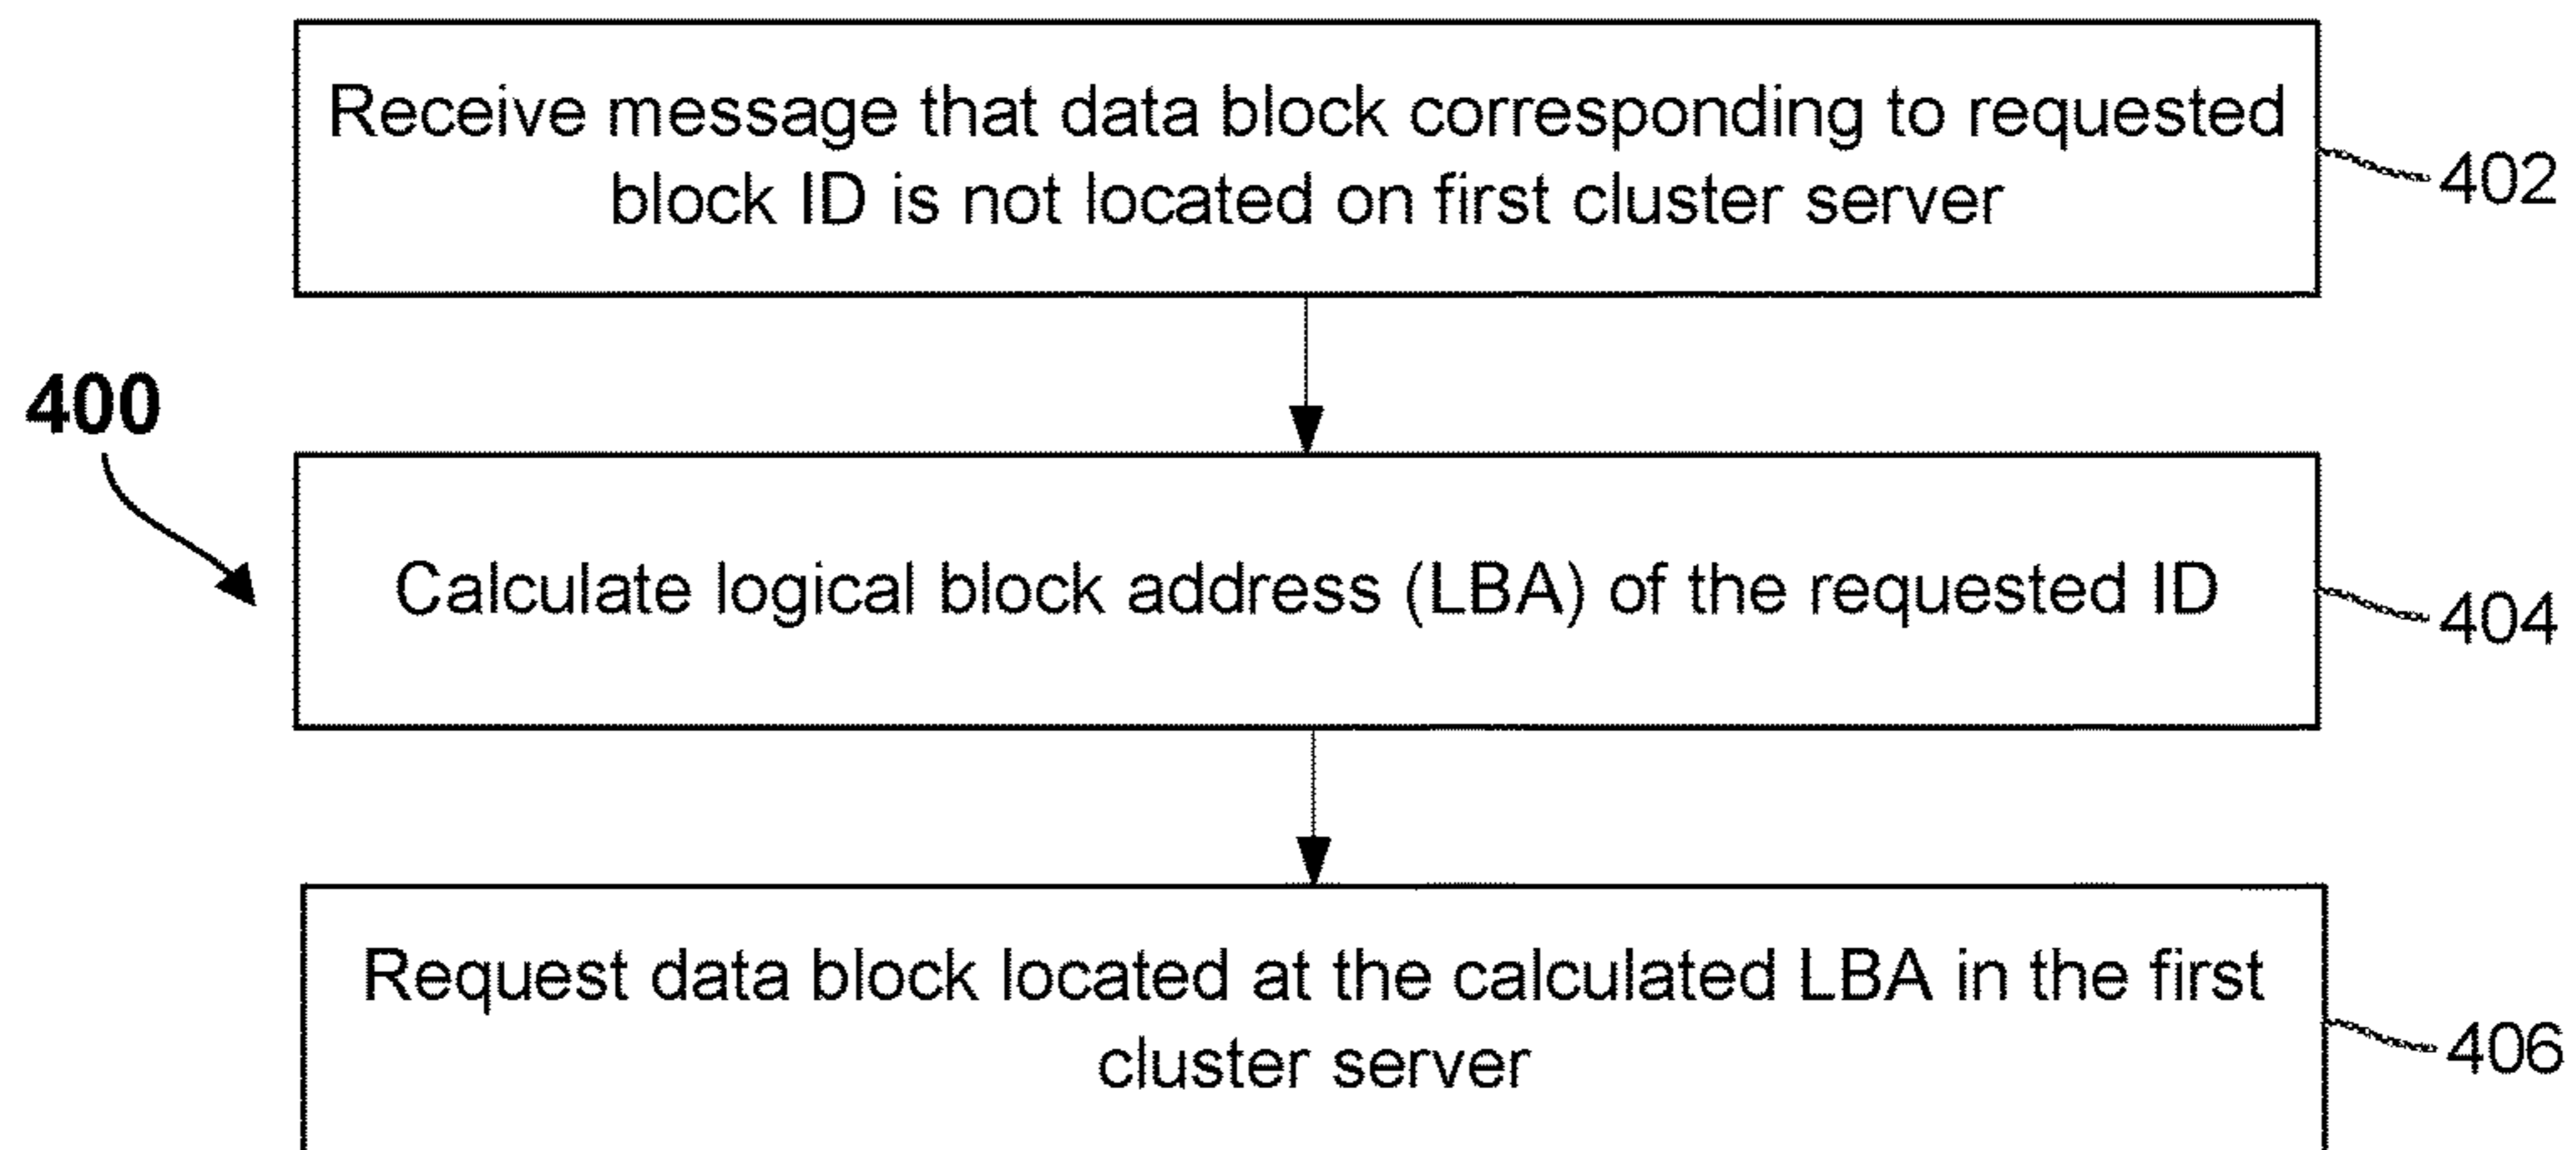 Receive message that data block corresponding to requested
block ID is not located on first cluster server
402
400
Calculate logical block address (LBA) of the requested ID
404
Request data block located at the calculated LBA in the first
cluster server
406